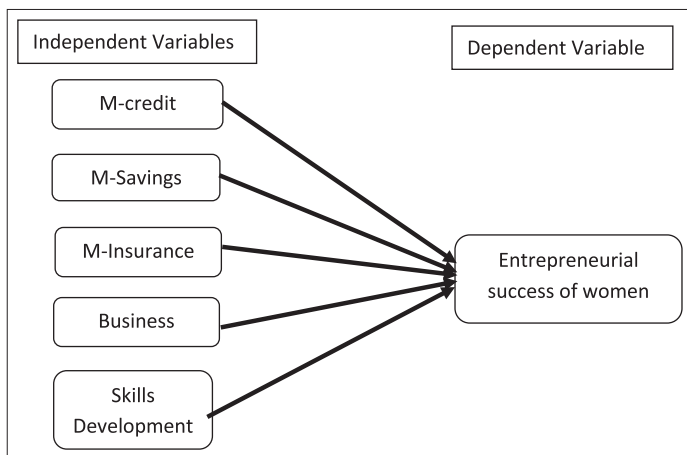 Independent Variables
Dependent Variable
M-credit
M-Savings
M-Insurance
Business
Skills
Development
Entrepreneurial
success of women